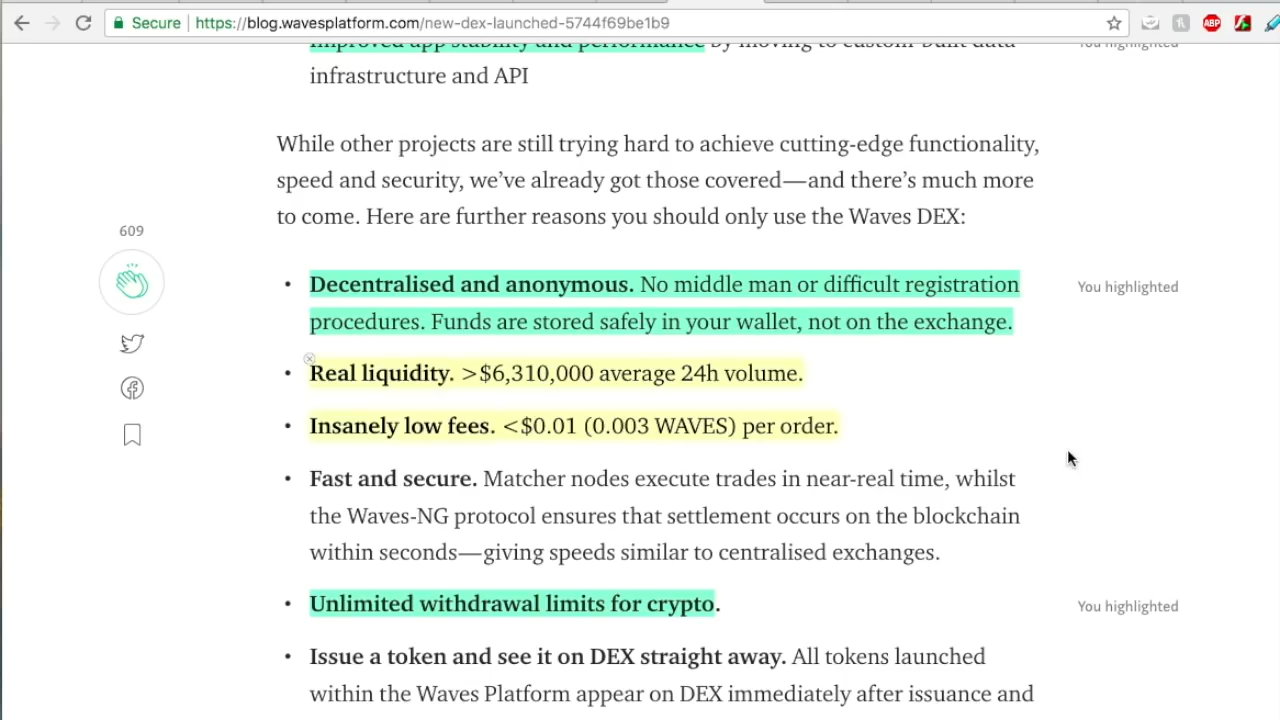 Secure https://blog.wavesplatform.com/new-dex-launched-5744f69be1b9
ABP
Improved app stability and performance by moving to custom-built data
You highlighted
infrastructure and API
While other projects are still trying hard to achieve cutting-edge functionality,
speed and security, we’ve already got those covered—and there’s much more
to come. Here are further reasons you should only use the Waves DEX:
609
• Decentralised and anonymous. No middle man or difficult registration
You highlighted
procedures. Funds are stored safely in your wallet, not on the exchange.
• Real liquidity. >$6,310,000 average 24h volume.
• Insanely low fees. <$0.01 (0.003 WAVES) per order.
• Fast and secure. Matcher nodes execute trades in near-real time, whilst
the Waves-NG protocol ensures that settlement occurs on the blockchain
within seconds—giving speeds similar to centralised exchanges.
• Unlimited withdrawal limits for crypto.
You highlighted
• Issue a token and see it on DEX straight away. All tokens launched
within the Waves Platform appear on DEX immediately after issuance and